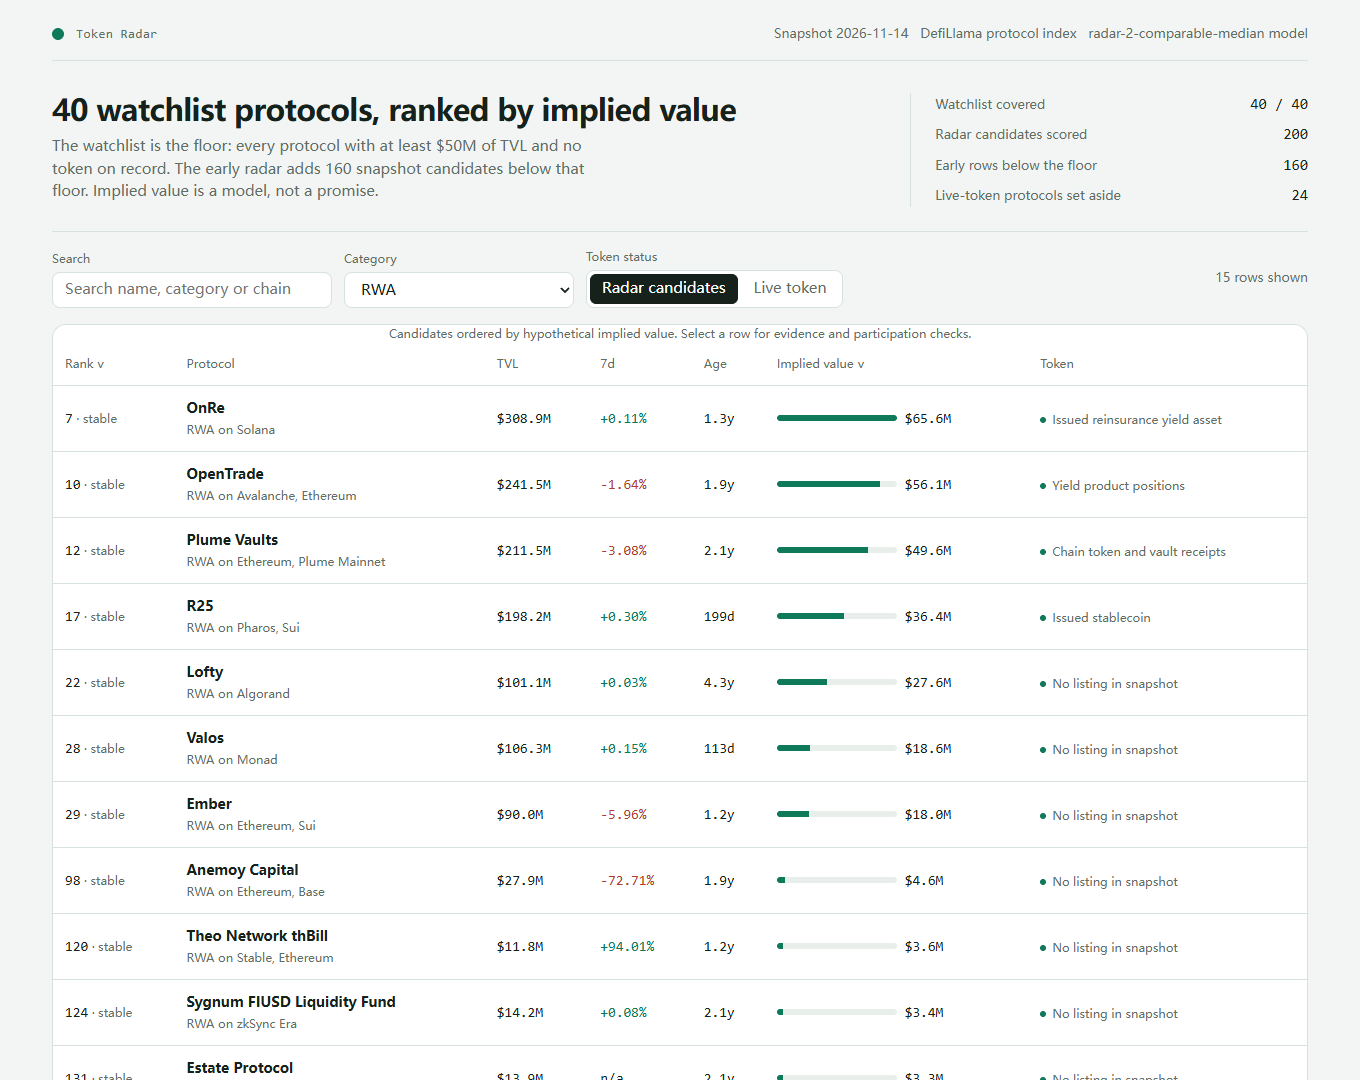 Token Radar
Snapshot 2026-11-14 DefiLlama protocol index radar-2-comparable-median model
40 watchlist protocols, ranked by implied value
The watchlist is the floor: every protocol with at least $50M of TVL and no
token on record. The early radar adds 160 snapshot candidates below that
floor. Implied value is a model, not a promise.
Watchlist covered 40 / 40
Radar candidates scored 200
Early rows below the floor 160
Live-token protocols set aside 24
Search
Search name, category or chain
Category
RWA
Token status
Radar candidates Live token
15 rows shown
Candidates ordered by hypothetical implied value. Select a row for evidence and participation checks.
Rank v Protocol TVL 7d Age Implied value v Token
7 · stable OnRe $308.9M +0.11% 1.3y $65.6M Issued reinsurance yield asset
RWA on Solana
10 · stable OpenTrade $241.5M -1.64% 1.9y $56.1M Yield product positions
RWA on Avalanche, Ethereum
12 · stable Plume Vaults $211.5M -3.08% 2.1y $49.6M Chain token and vault receipts
RWA on Ethereum, Plume Mainnet
17 · stable R25 $198.2M +0.30% 199d $36.4M Issued stablecoin
RWA on Pharos, Sui
22 · stable Lofty $101.1M +0.03% 4.3y $27.6M No listing in snapshot
RWA on Algorand
28 · stable Valos $106.3M +0.15% 113d $18.6M No listing in snapshot
RWA on Monad
29 · stable Ember $90.0M -5.96% 1.2y $18.0M No listing in snapshot
RWA on Ethereum, Sui
98 · stable Anemoy Capital $27.9M -72.71% 1.9y $4.6M No listing in snapshot
RWA on Ethereum, Base
120 · stable Theo Network thBill $11.8M +94.01% 1.2y $3.6M No listing in snapshot
RWA on Stable, Ethereum
124 · stable Sygnum FIUSD Liquidity Fund $14.2M +0.08% 2.1y $3.4M No listing in snapshot
RWA on zkSync Era
131 · stable Estate Protocol $13.9M n/a 2.1y $3.3M No listing in snapshot